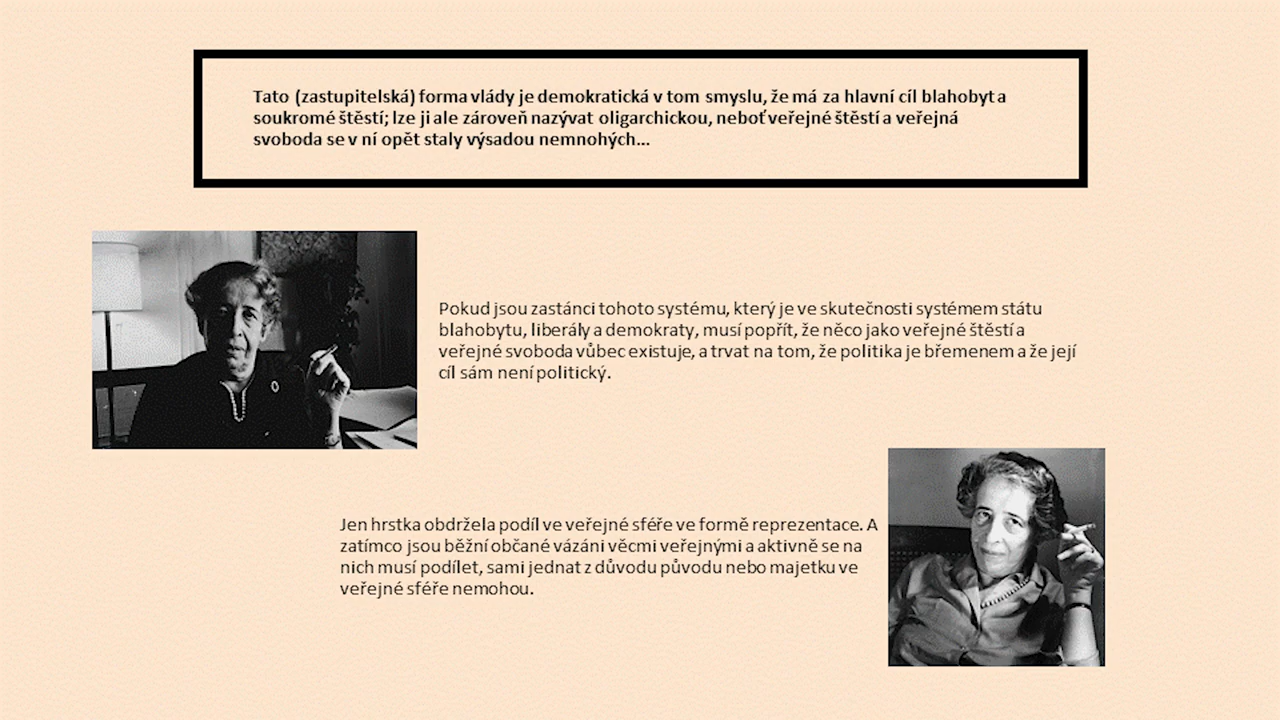 Tato (zastupitelská) forma vlády je demokratická v tom smyslu, že má za hlavní cíl blahobyt a
soukromé štěstí; lze ji ale zároveň nazývat oligarchickou, neboť veřejné štěstí a veřejná
svoboda se v ní opět staly výsadou nemnohých...
Pokud jsou zastánci tohoto systému, který je ve skutečnosti systémem státu
blahobytu, liberály a demokraty, musí popřít, že něco jako veřejné štěstí a
veřejné svoboda vůbec existuje, a trvat na tom, že politika je břemenem a že její
cíl sám není politický.
Jen hrstka obdržela podíl ve veřejné sféře ve formě reprezentace. A
zatímco jsou běžní občané vázáni věcmi veřejnými a aktivně se na
nich musí podílet, sami jednat z důvodu původu nebo majetku ve
veřejné sféře nemohou.